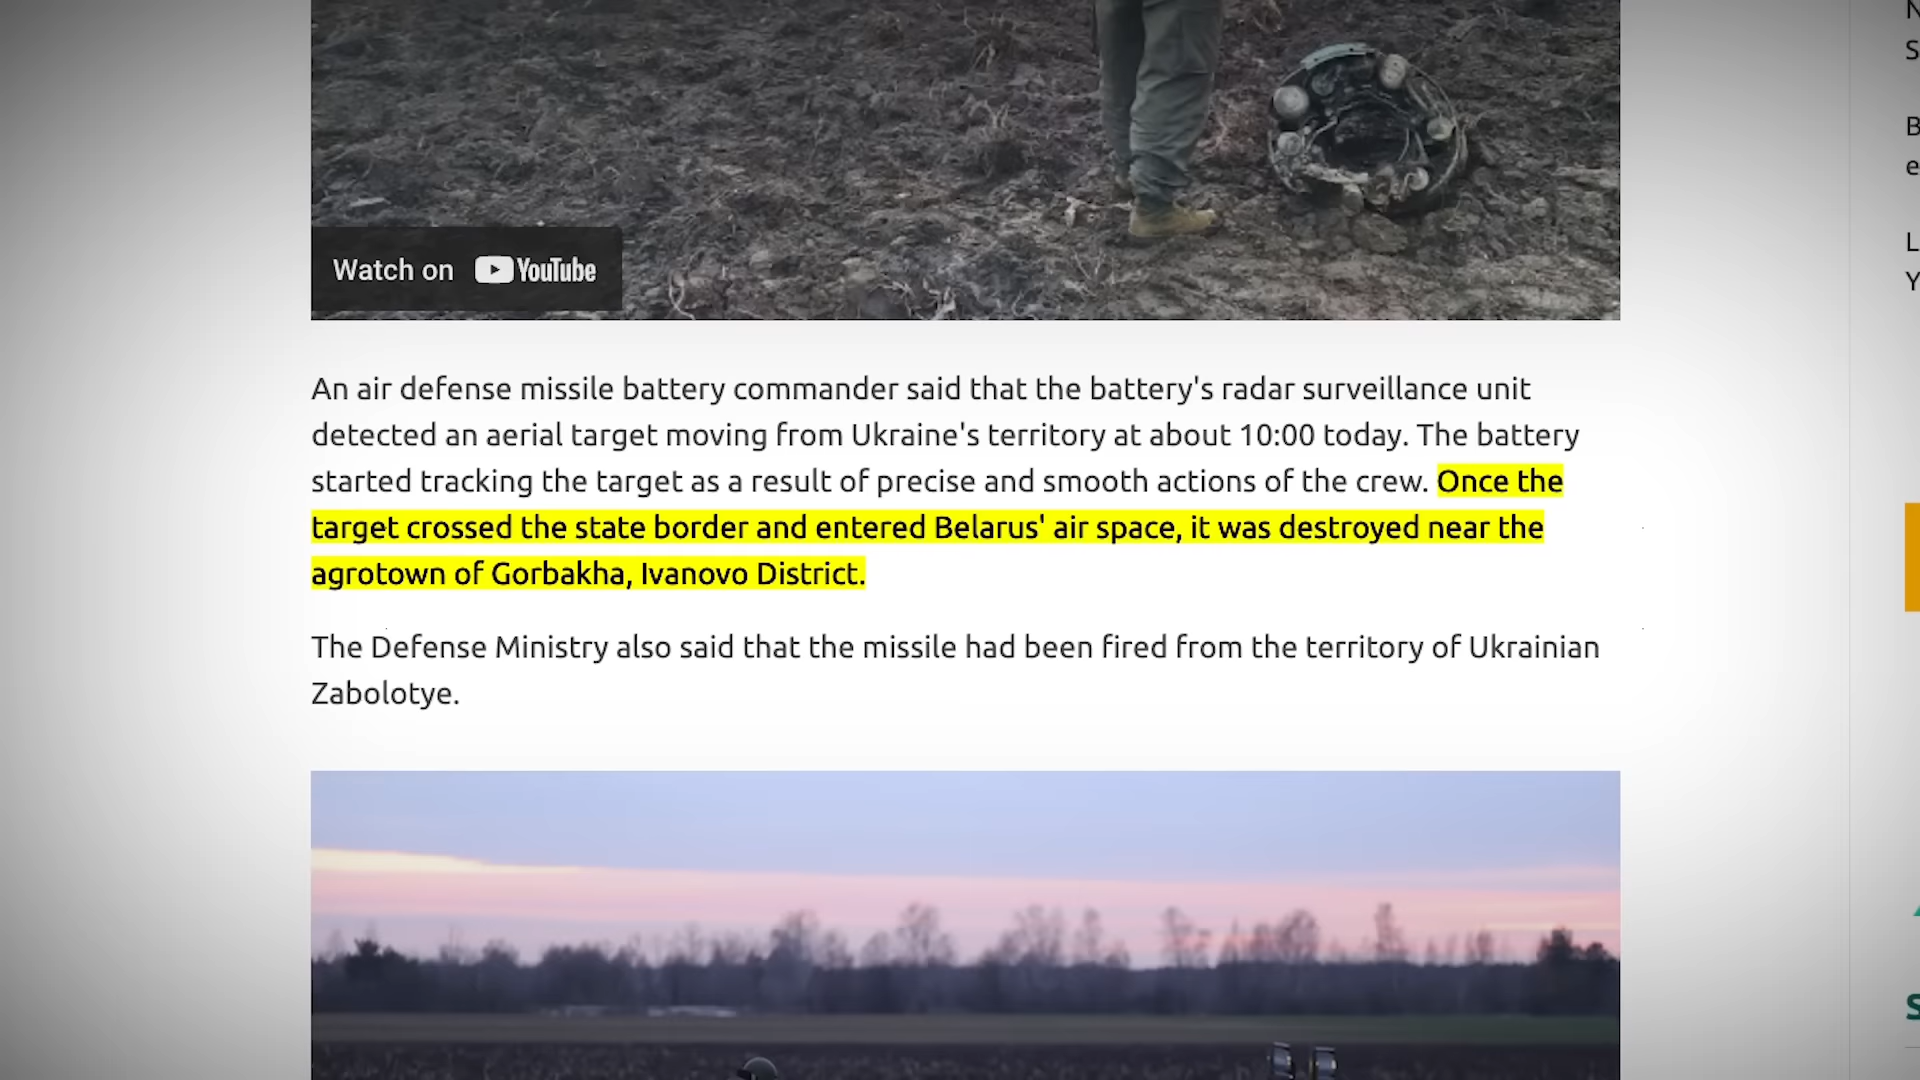 Watch on YouTube
An air defense missile battery commander said that the battery's radar surveillance unit
detected an aerial target moving from Ukraine's territory at about 10:00 today. The battery
started tracking the target as a result of precise and smooth actions of the crew. Once the
target crossed the state border and entered Belarus' air space, it was destroyed near the
agrotown of Gorbakha, Ivanovo District.
The Defense Ministry also said that the missile had been fired from the territory of Ukrainian
Zabolotye.